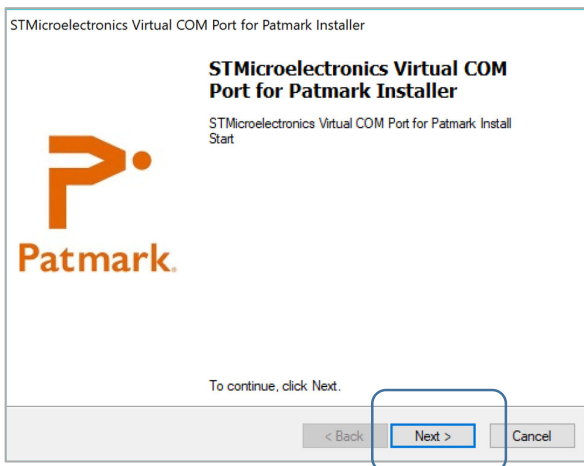 STMicroelectronics Virtual COM Port for Patmark Installer
STMicroelectronics Virtual COM
Port for Patmark Installer
STMicroelectronics Virtual COM Port for Patmark Install
Start
Patmark®
To continue, click Next.
< Back
Next >
Cancel